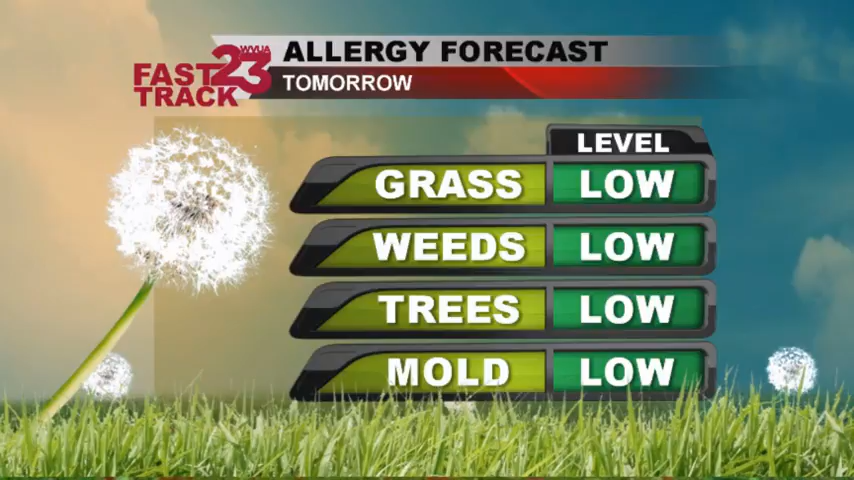 WVUA
FAST 23
TRACK
ALLERGY FORECAST
TOMORROW
LEVEL
GRASS LOW
WEEDS LOW
TREES LOW
MOLD LOW